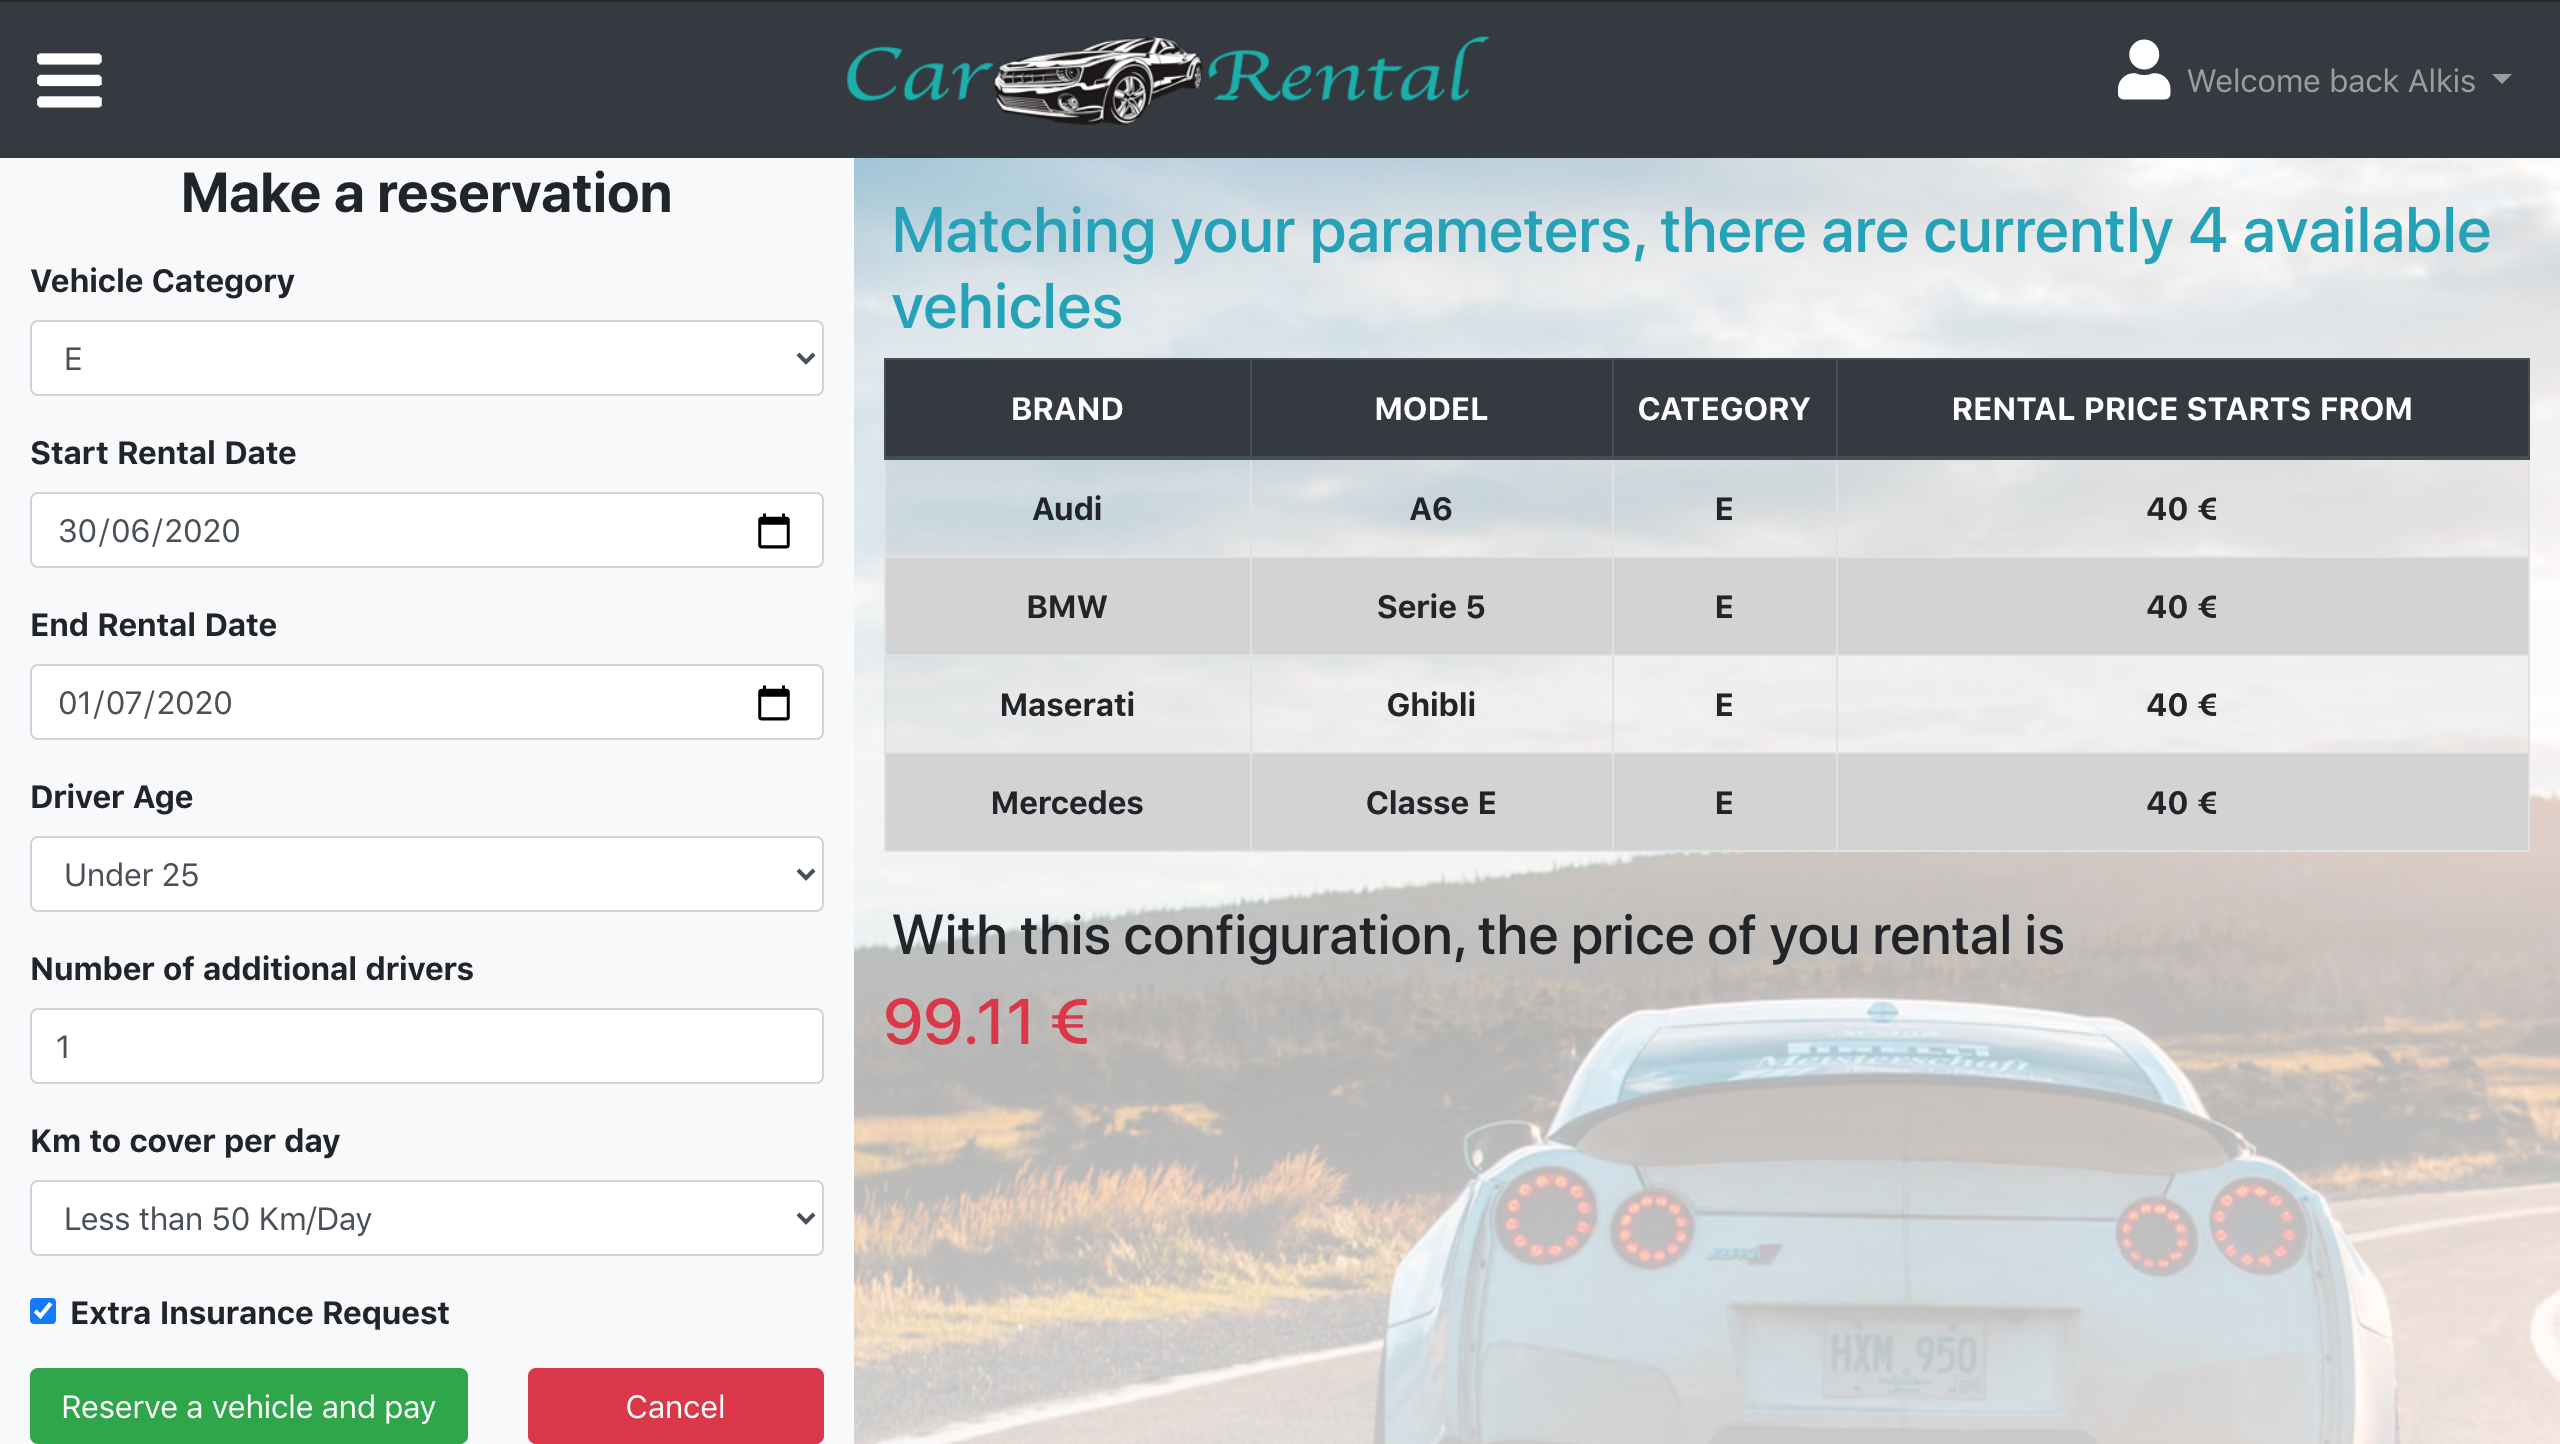 Car Rental
Welcome back Alkis
Make a reservation
Vehicle Category
E
Start Rental Date
30/06/2020
End Rental Date
01/07/2020
Driver Age
Under 25
Number of additional drivers
1
Km to cover per day
Less than 50 Km/Day
Extra Insurance Request
Reserve a vehicle and pay
Cancel
Matching your parameters, there are currently 4 available
vehicles
BRAND MODEL CATEGORY RENTAL PRICE STARTS FROM
Audi A6 E 40 €
BMW Serie 5 E 40 €
Maserati Ghibli E 40 €
Mercedes Classe E E 40 €
With this configuration, the price of you rental is
99.11 €
Meisterschaft
HXM 950